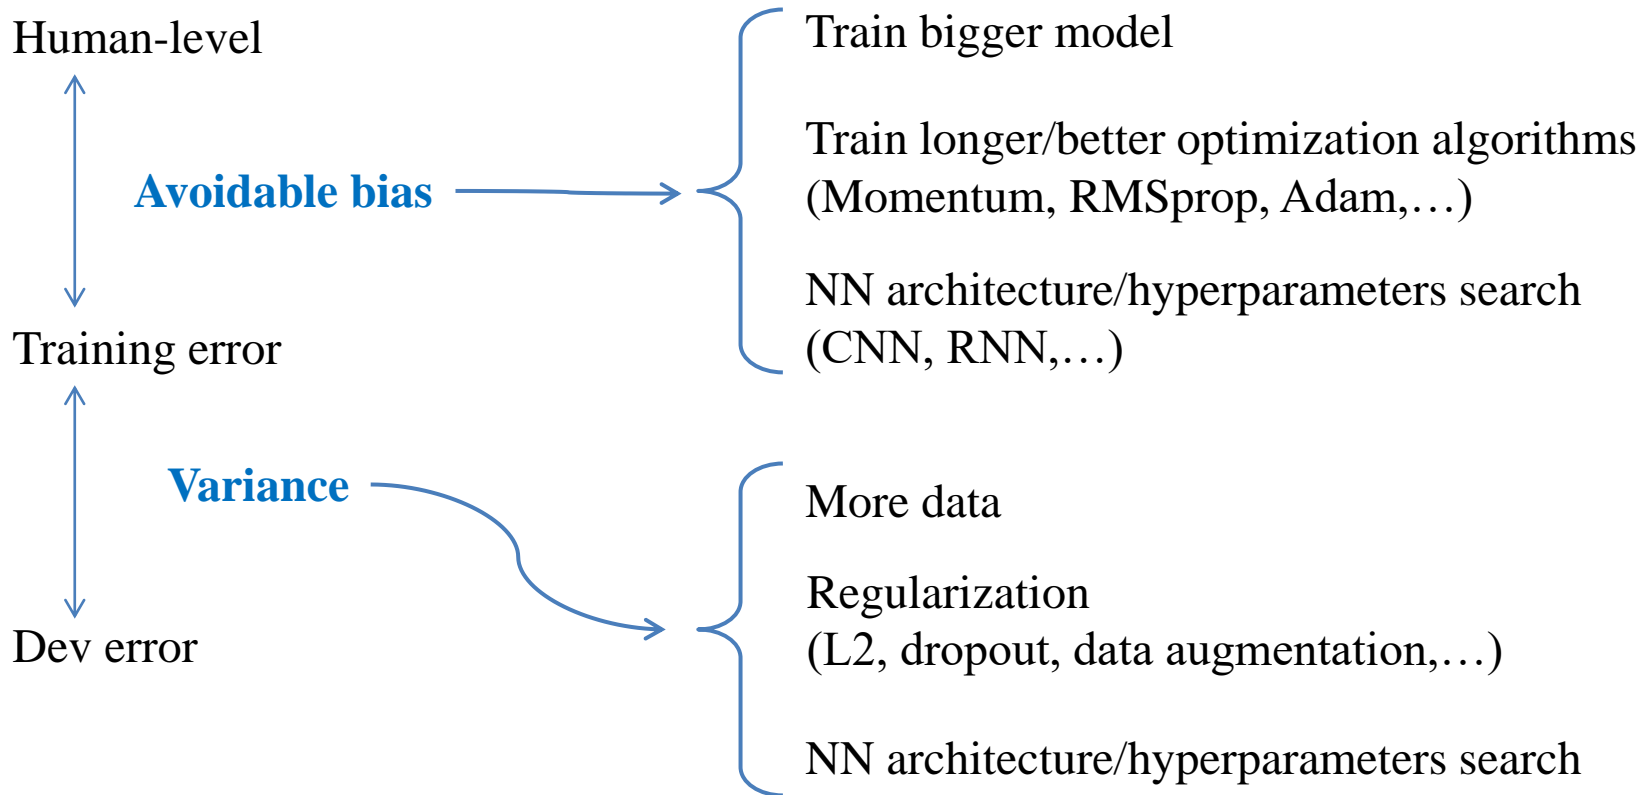 Human-level
Train bigger model
Train longer/better optimization algorithms
(Momentum, RMSprop, Adam,…)
Avoidable bias
NN architecture/hyperparameters search
(CNN, RNN,…)
Training error
Variance
More data
Regularization
(L2, dropout, data augmentation,…)
Dev error
NN architecture/hyperparameters search